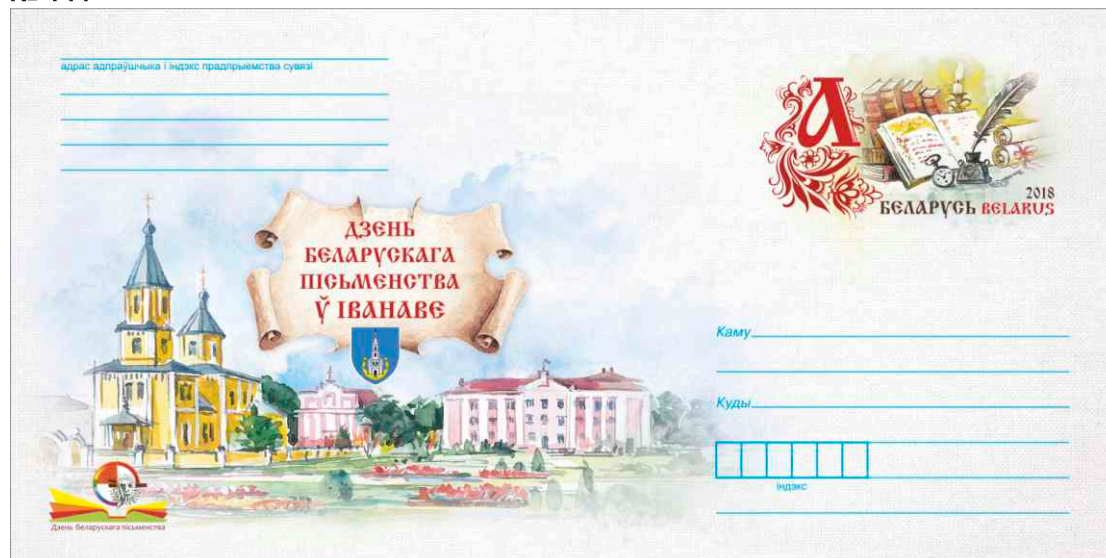 адрас адпраўшчыка і індэкс прадпрыемства сувязі
А
2018
БЕЛАРУСЬ BELARUS
ДЗЕНЬ
БЕЛАРУСКАГА
ПІСЬМЕНСТВА
Ў ІВАНАВЕ
Каму
Куды
індэкс
Дзень беларускага пісьменства